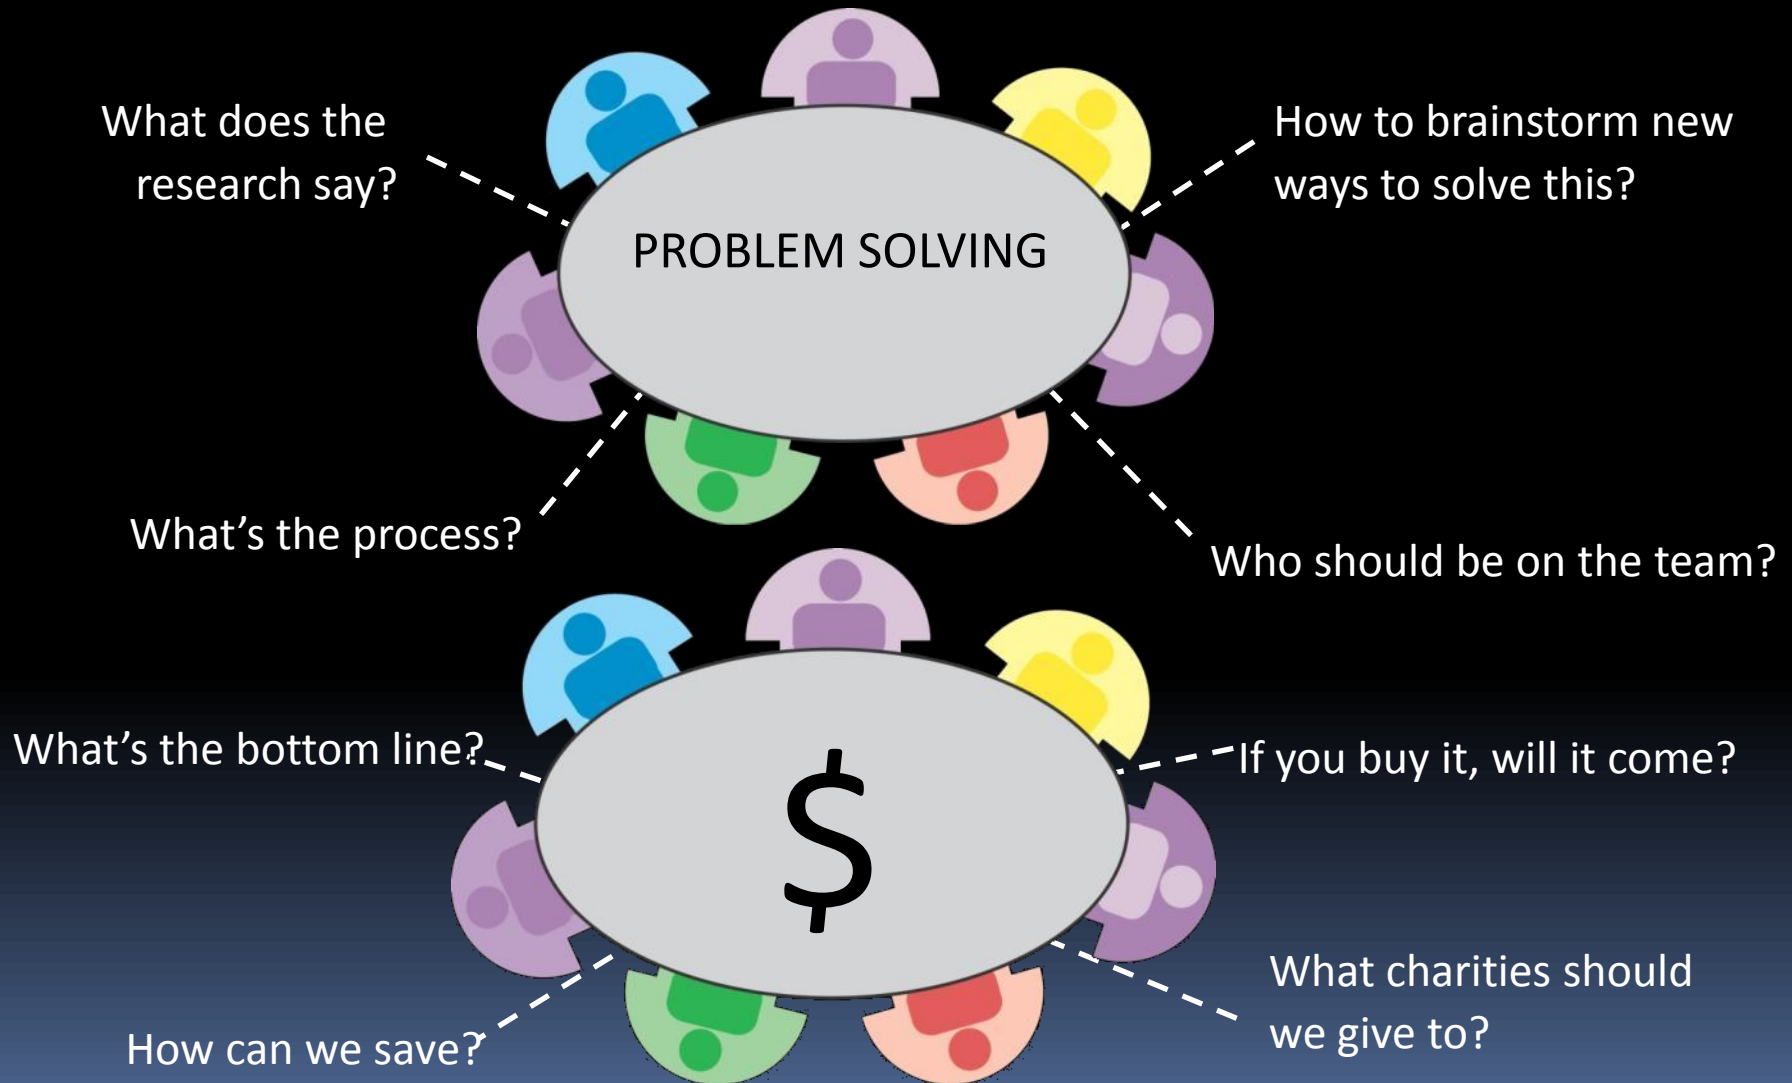 What does the
research say?
How to brainstorm new
ways to solve this?
PROBLEM SOLVING
What’s the process?
Who should be on the team?
What’s the bottom line?
If you buy it, will it come?
$
How can we save?
What charities should
we give to?